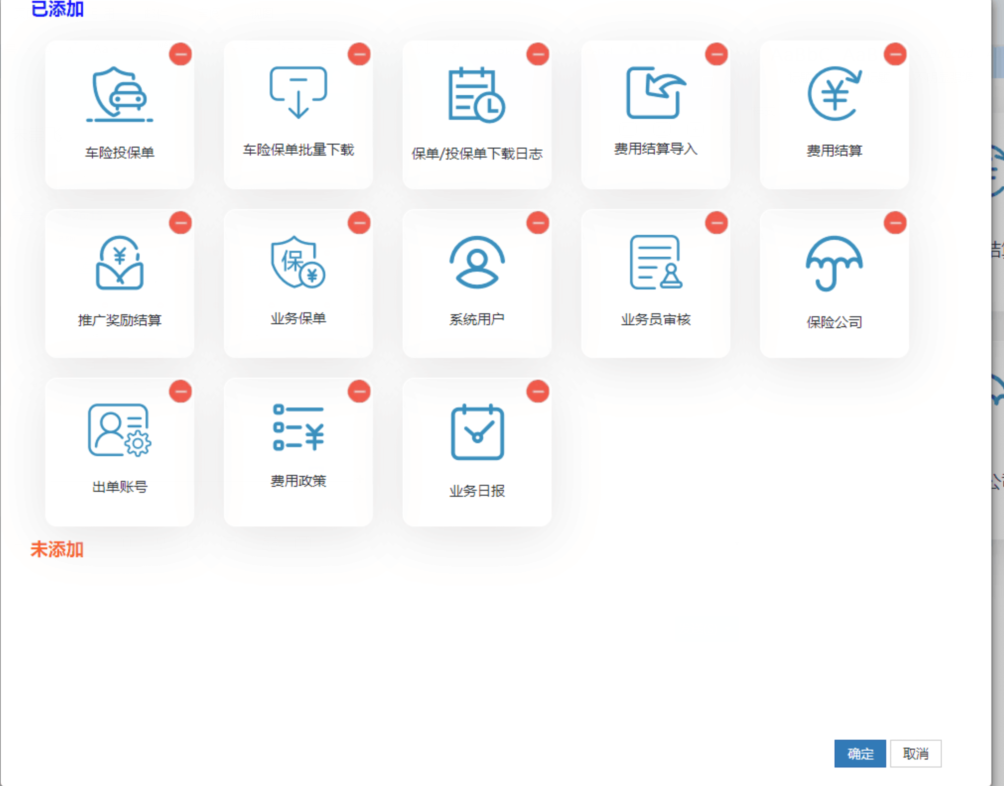 已添加
车险投保单
车险保单批量下载
保单/投保单下载日志
费用结算导入
费用结算
推广奖励结算
保
业务保单
系统用户
业务员审核
保险公司
出单账号
费用政策
业务日报
未添加
确定
取消